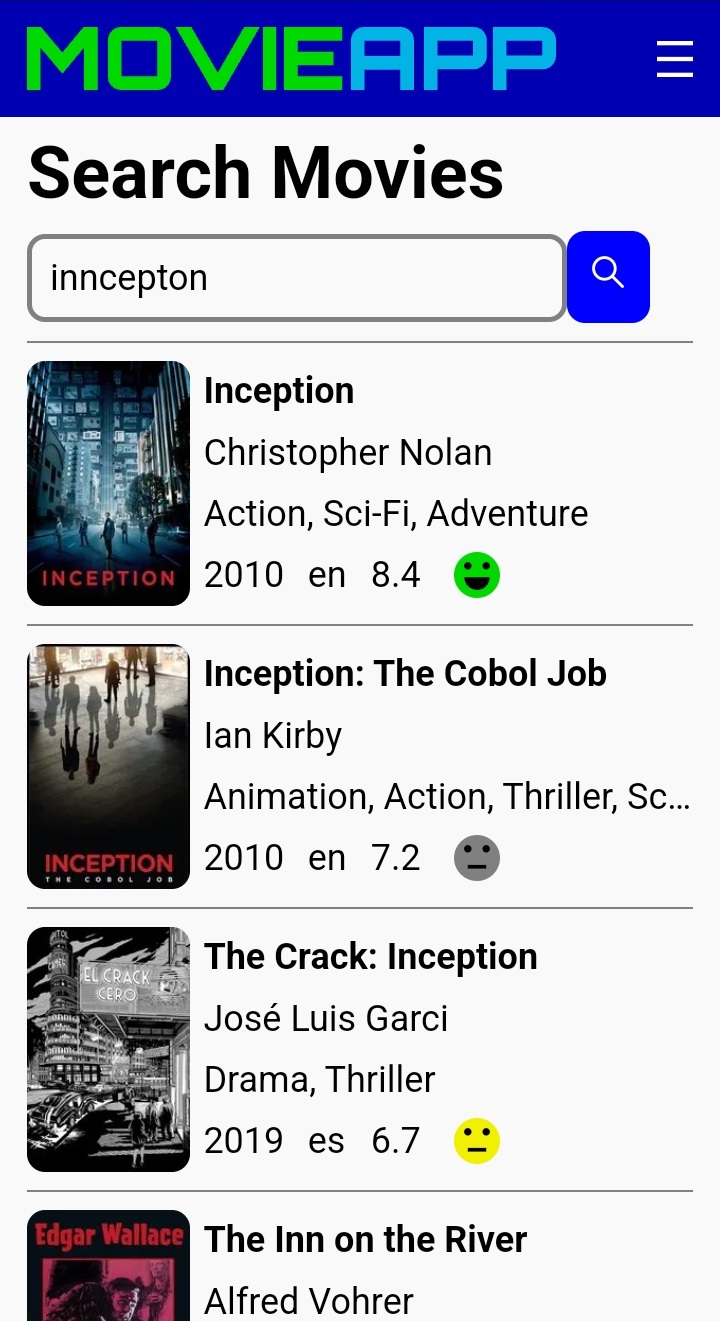 MOVIEAPP
Search Movies
inncepton
INCEPTION
Inception
Christopher Nolan
Action, Sci-Fi, Adventure
2010 en 8.4
INCEPTION
THE COBOL JOB
Inception: The Cobol Job
Ian Kirby
Animation, Action, Thriller, Sc…
2010 en 7.2
EL CRACK
CERO
The Crack: Inception
José Luis Garci
Drama, Thriller
2019 es 6.7
Edgar Wallace
The Inn on the River
Alfred Vohrer